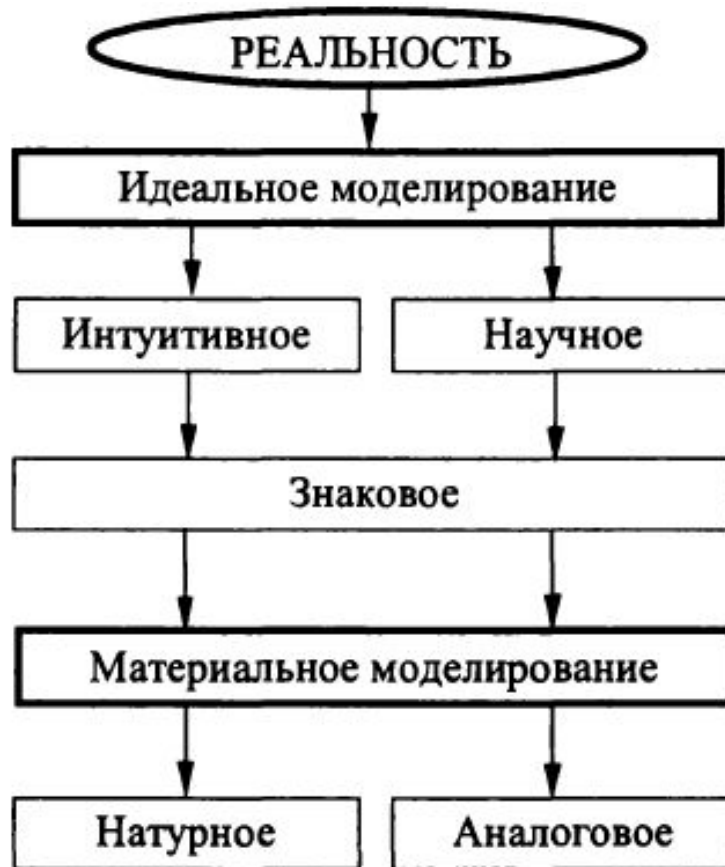 РЕАЛЬНОСТЬ
Идеальное моделирование
Интуитивное
Научное
Знаковое
Материальное моделирование
Натурное
Аналоговое